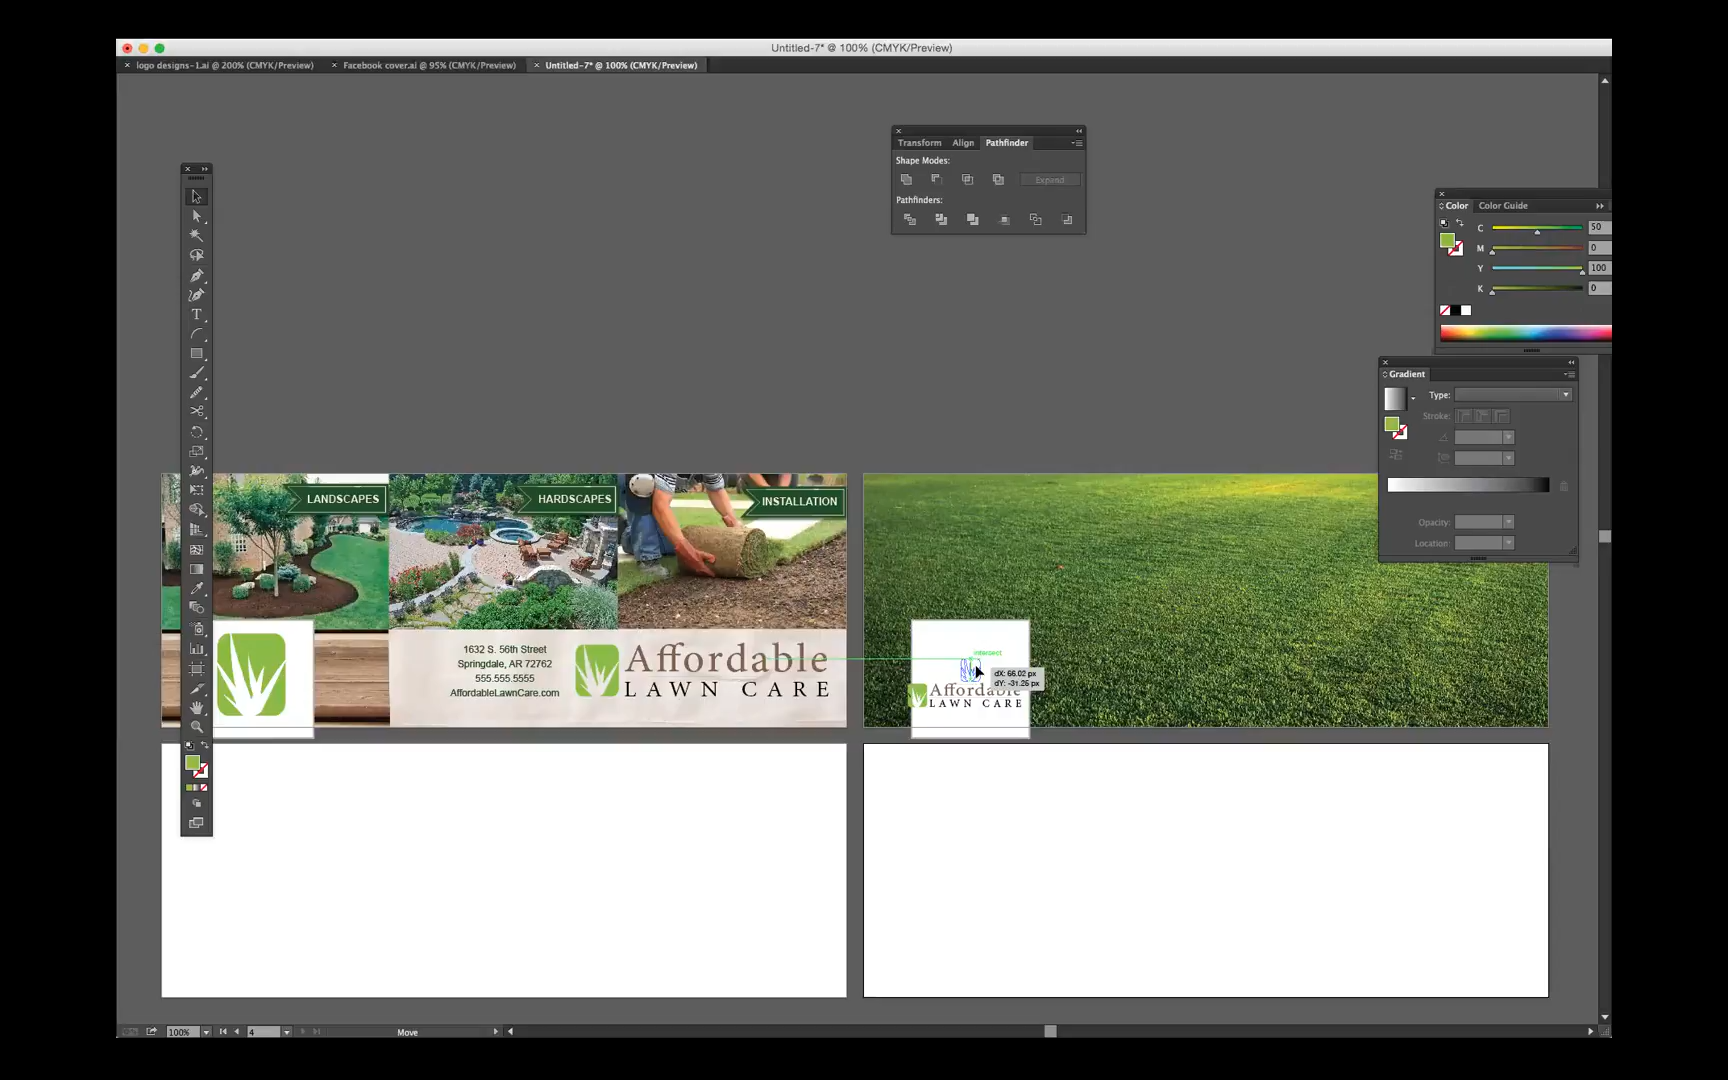 Untitled-7* @ 100% (CMYK/Preview)
logo designs-1.ai @ 200% (CMYK/Preview)
Facebook cover.ai @ 95% (CMYK/Preview)
Untitled-7* @ 100% (CMYK/Preview)
Transform Align Pathfinder
Shape Modes:
Expand
Pathfinders:
Color Color Guide
C 50
M 0
Y 100
K 0
Gradient
Type:
Stroke:
Opacity:
Location:
LANDSCAPES
HARDSCAPES
INSTALLATION
1632 S. 56th Street
Springdale, AR 72762
555.555.5555
AffordableLawnCare.com
Affordable
LAWN CARE
intersect
dX: 66.02 px
dY: -31.25 px
Affordable
LAWN CARE
100%
4
Move